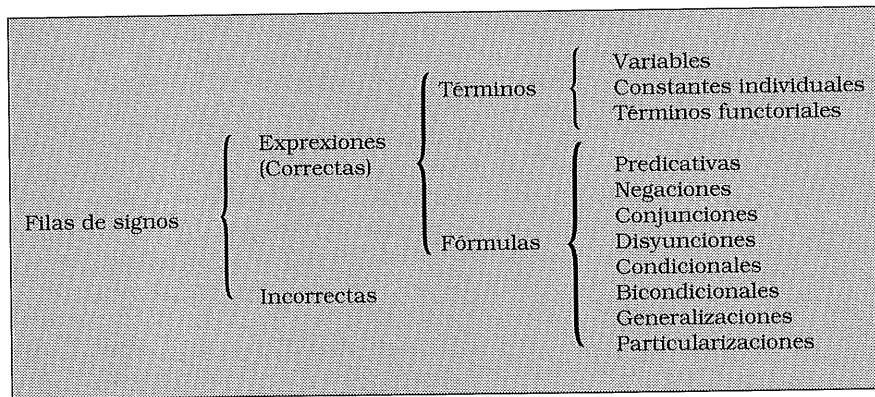 Filas de signos
Exprexiones
(Correctas)
Incorrectas
Términos
Fórmulas
Variables
Constantes individuales
Términos functoriales
Predicativas
Negaciones
Conjunciones
Disyunciones
Condicionales
Bicondicionales
Generalizaciones
Particularizaciones